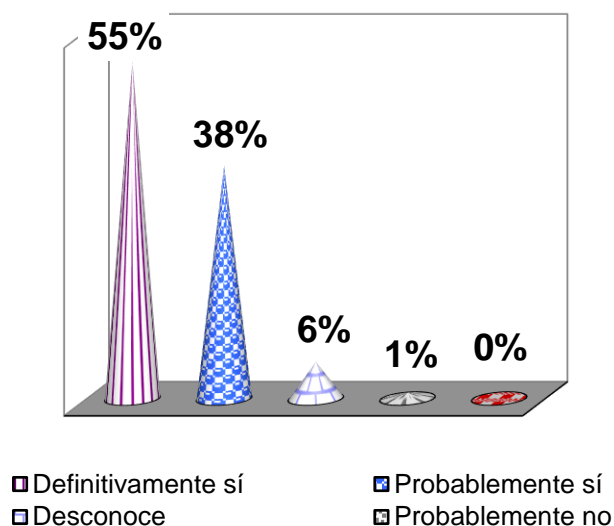 55%
38%
6%
1%
0%
Definitivamente sí
Probablemente sí
Desconoce
Probablemente no